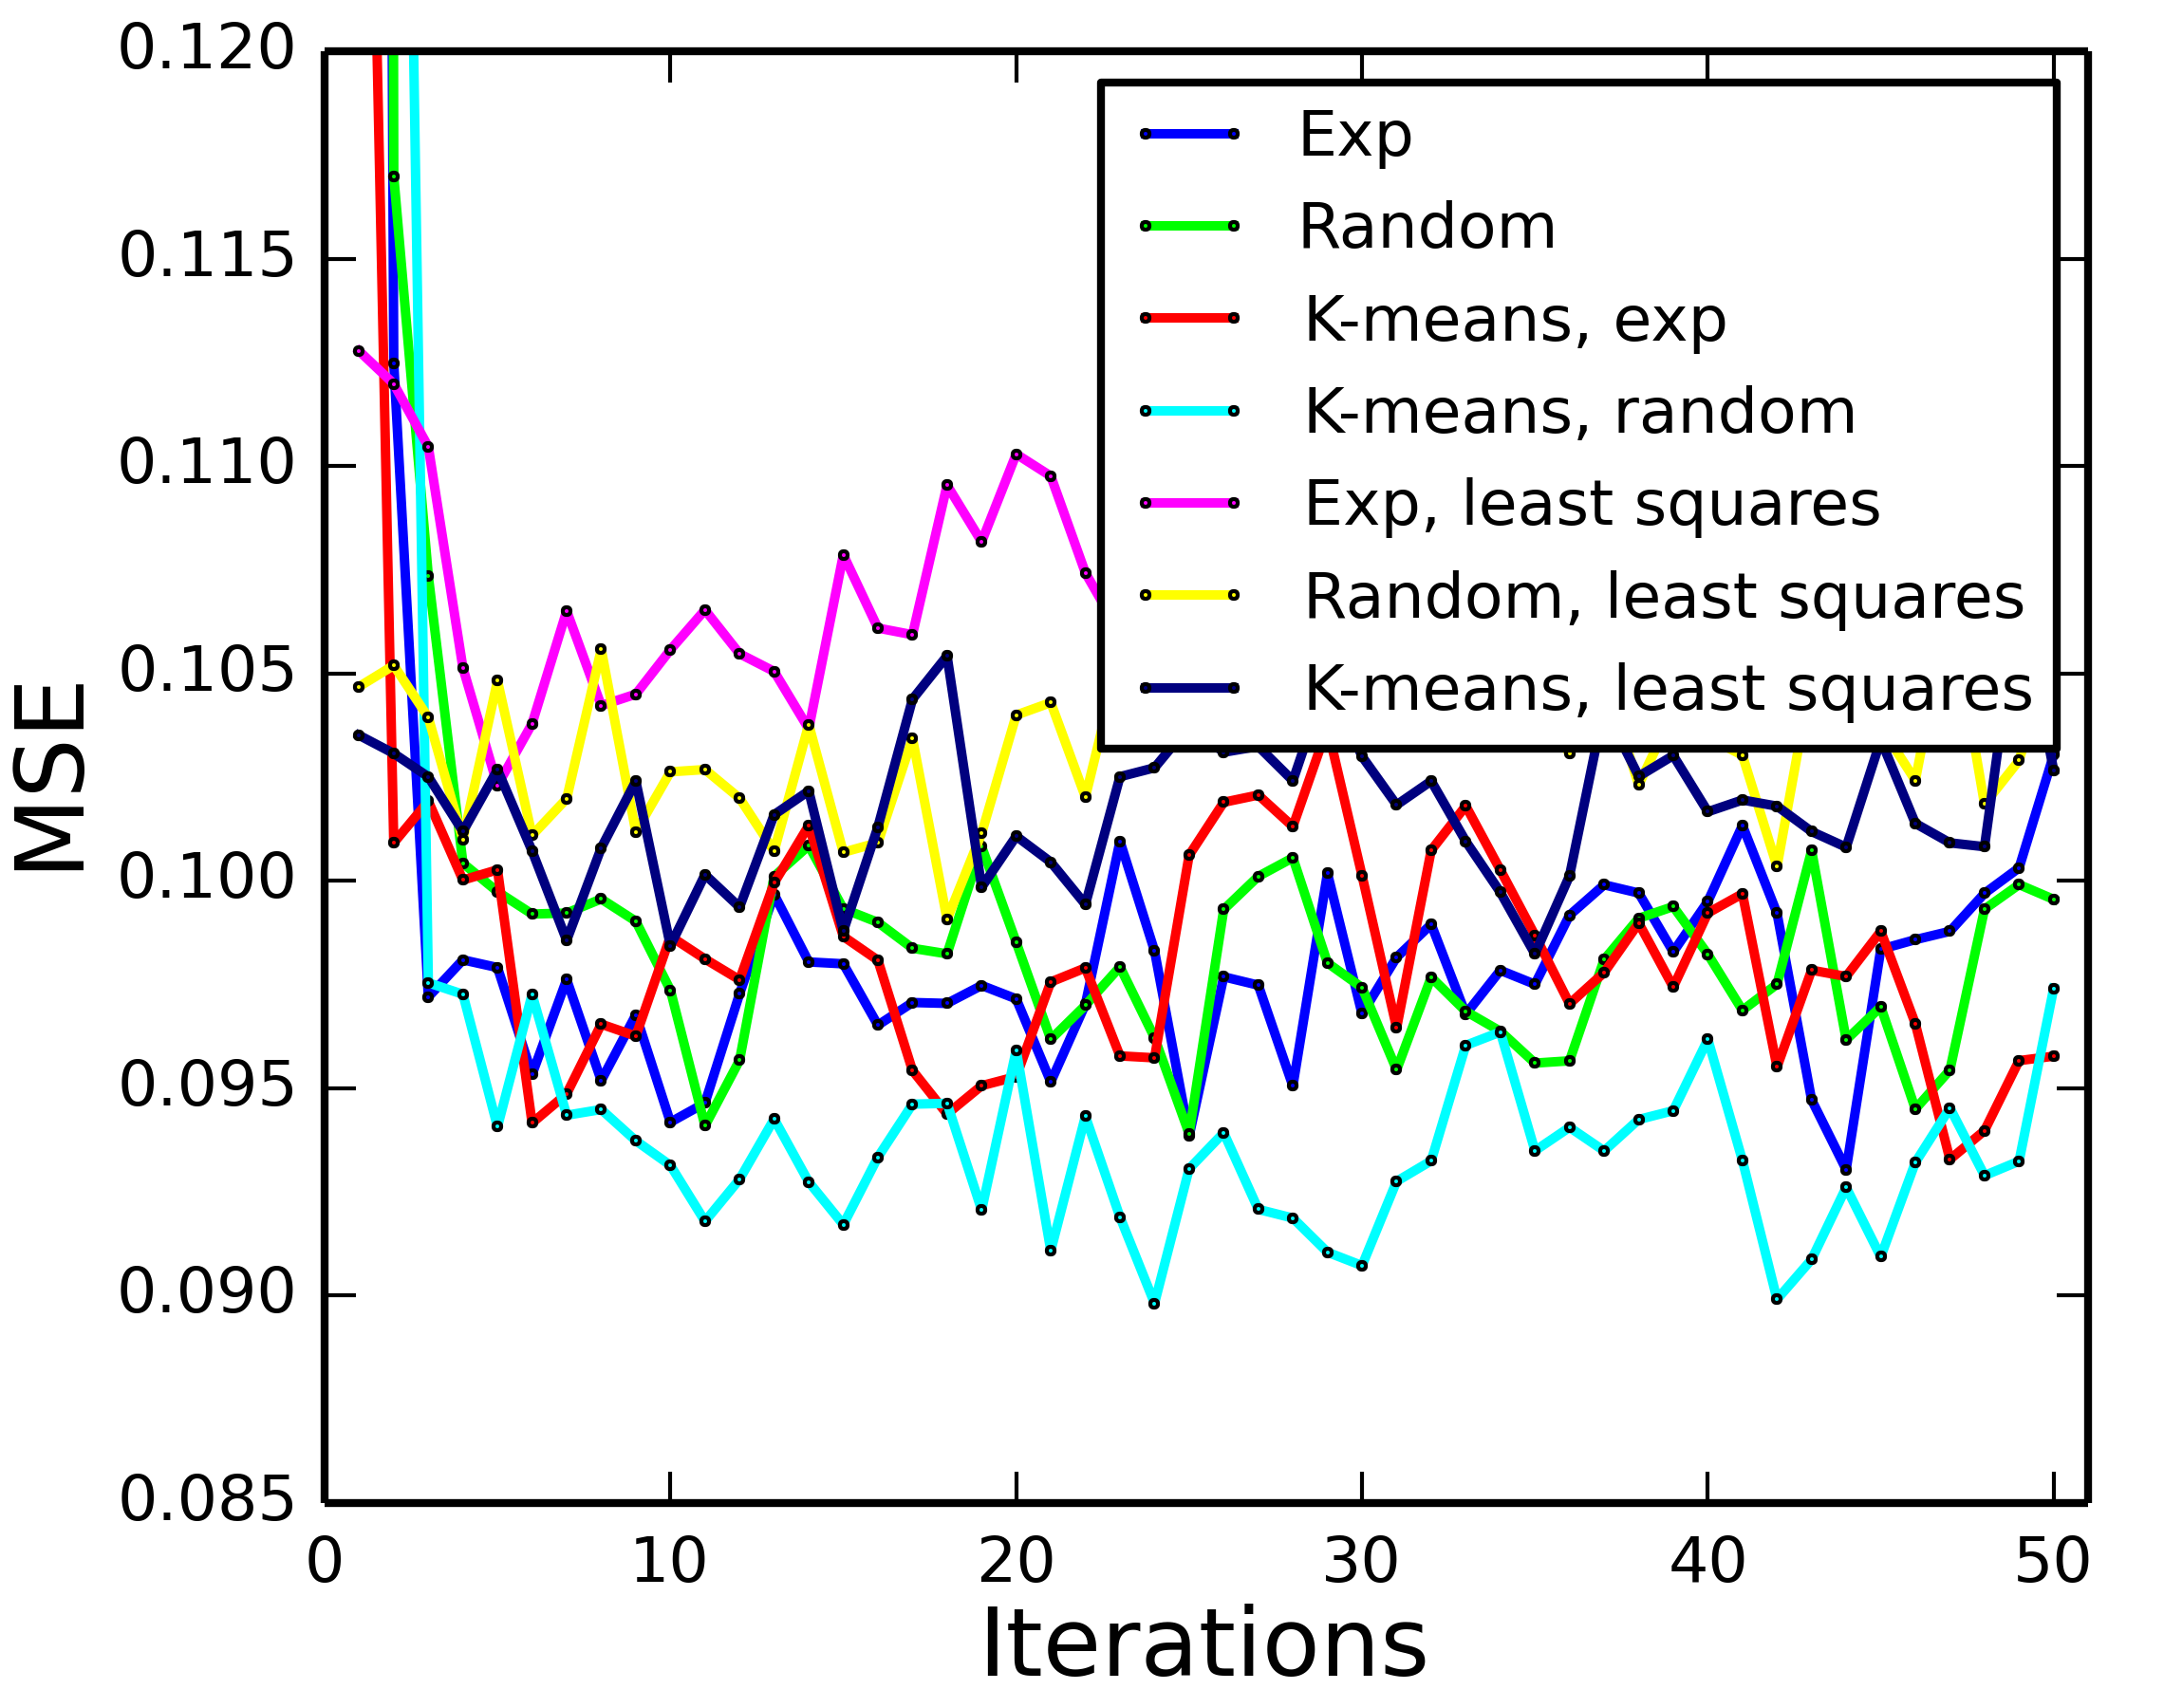 0.120
0.115
0.110
0.105
0.100
0.095
0.090
0.085
MSE
0 10 20 30 40 50
Iterations
Exp
Random
K-means, exp
K-means, random
Exp, least squares
Random, least squares
K-means, least squares